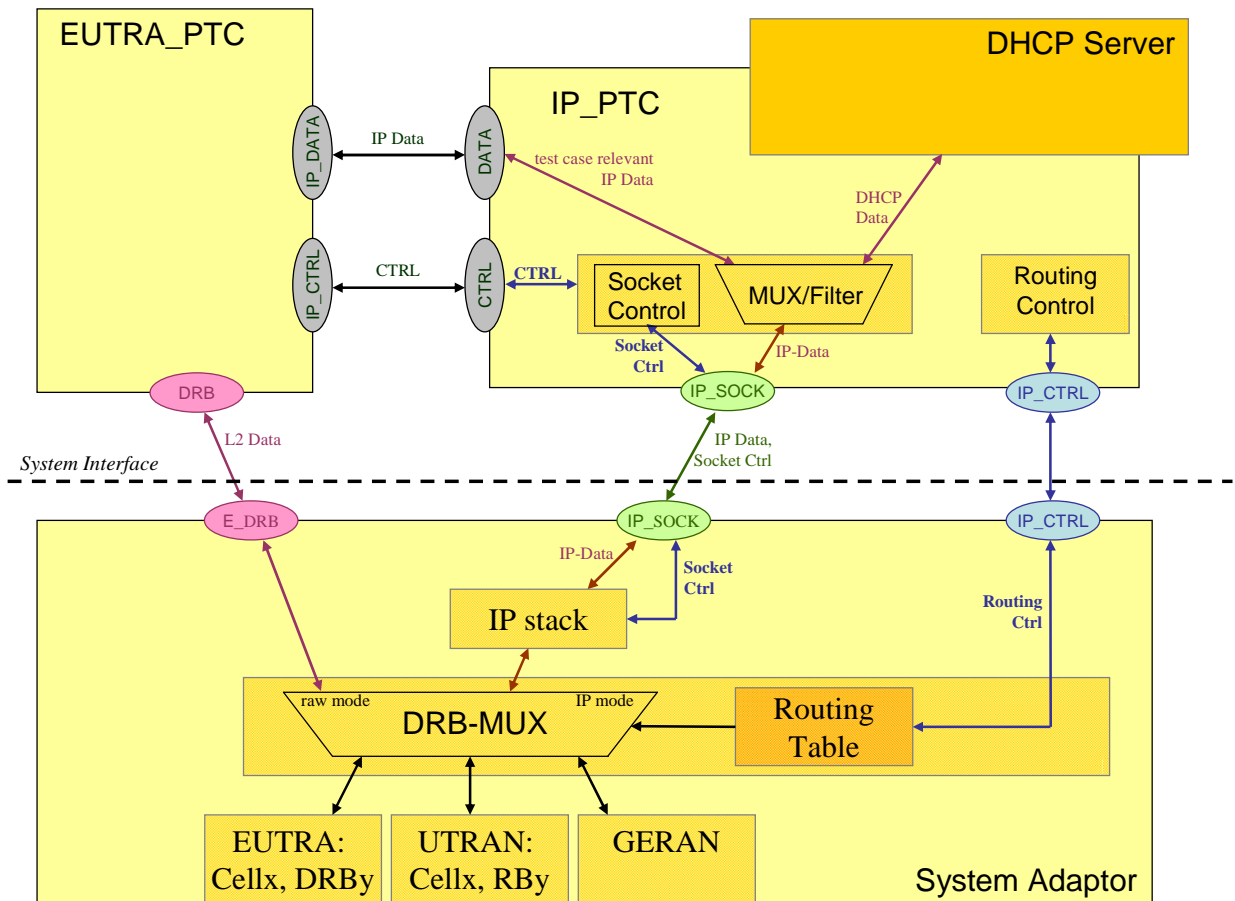 EUTRA_PTC
DHCP Server
IP_PTC
IP_DATA
IP Data
DATA
test case relevant
IP Data
DHCP
Data
IP_CTRL
CTRL
CTRL
CTRL
Socket
Control
MUX/Filter
Routing
Control
Socket
Ctrl
IP-Data
DRB
IP_SOCK
IP_CTRL
L2 Data
IP Data,
Socket Ctrl
System Interface
E_DRB
IP_SOCK
IP_CTRL
IP-Data
Socket
Ctrl
IP stack
Routing
Ctrl
raw mode
IP mode
DRB-MUX
Routing
Table
EUTRA:
Cellx, DRBy
UTRAN:
Cellx, RBy
GERAN
System Adaptor